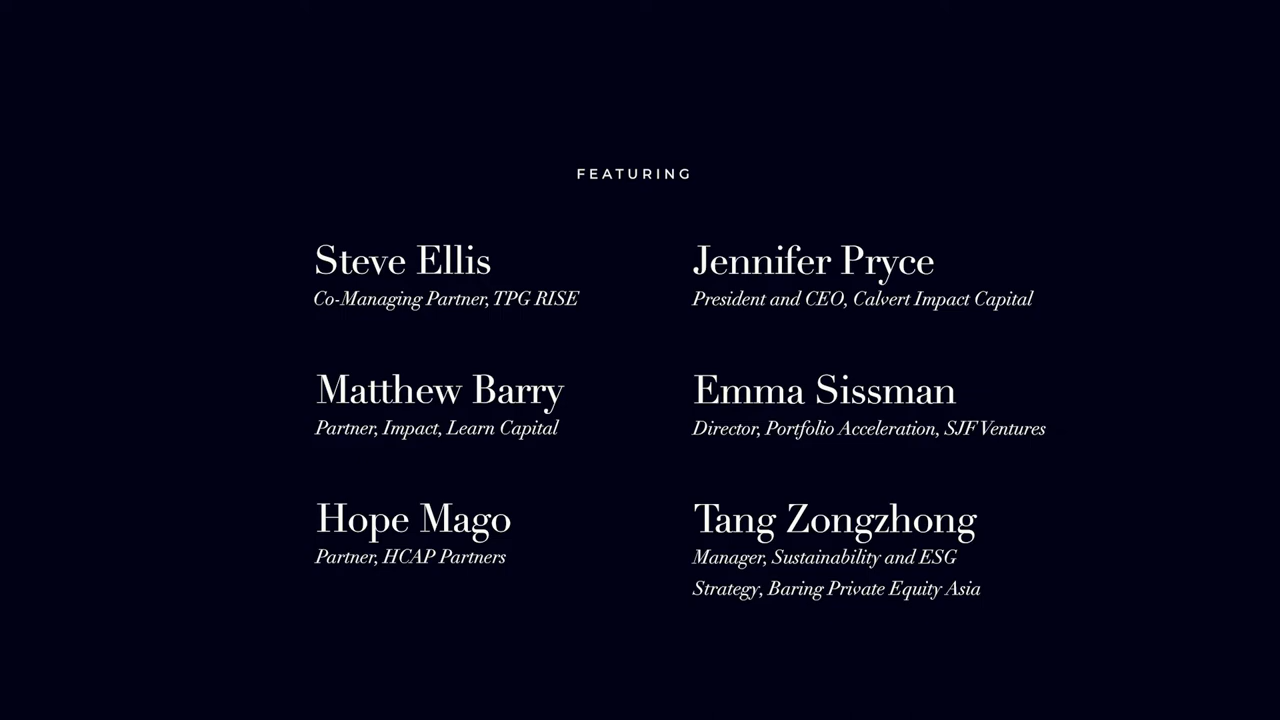 FEATURING
Steve Ellis
Co-Managing Partner, TPG RISE
Jennifer Pryce
President and CEO, Calvert Impact Capital
Matthew Barry
Partner, Impact, Learn Capital
Emma Sissman
Director, Portfolio Acceleration, SJF Ventures
Hope Mago
Partner, HCAP Partners
Tang Zongzhong
Manager, Sustainability and ESG
Strategy, Baring Private Equity Asia